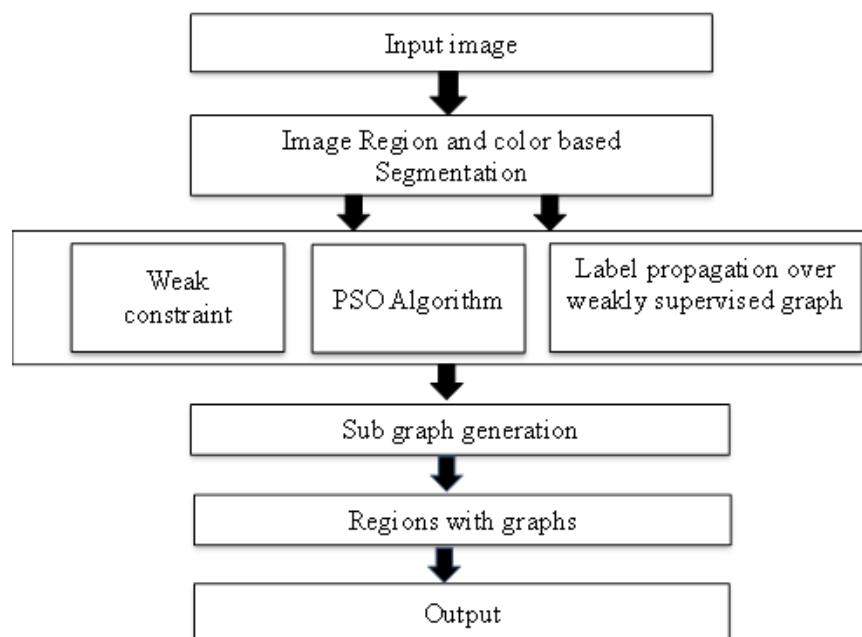 Input image
Image Region and color based
Segmentation
Weak
constraint
PSO Algorithm
Label propagation over
weakly supervised graph
Sub graph generation
Regions with graphs
Output